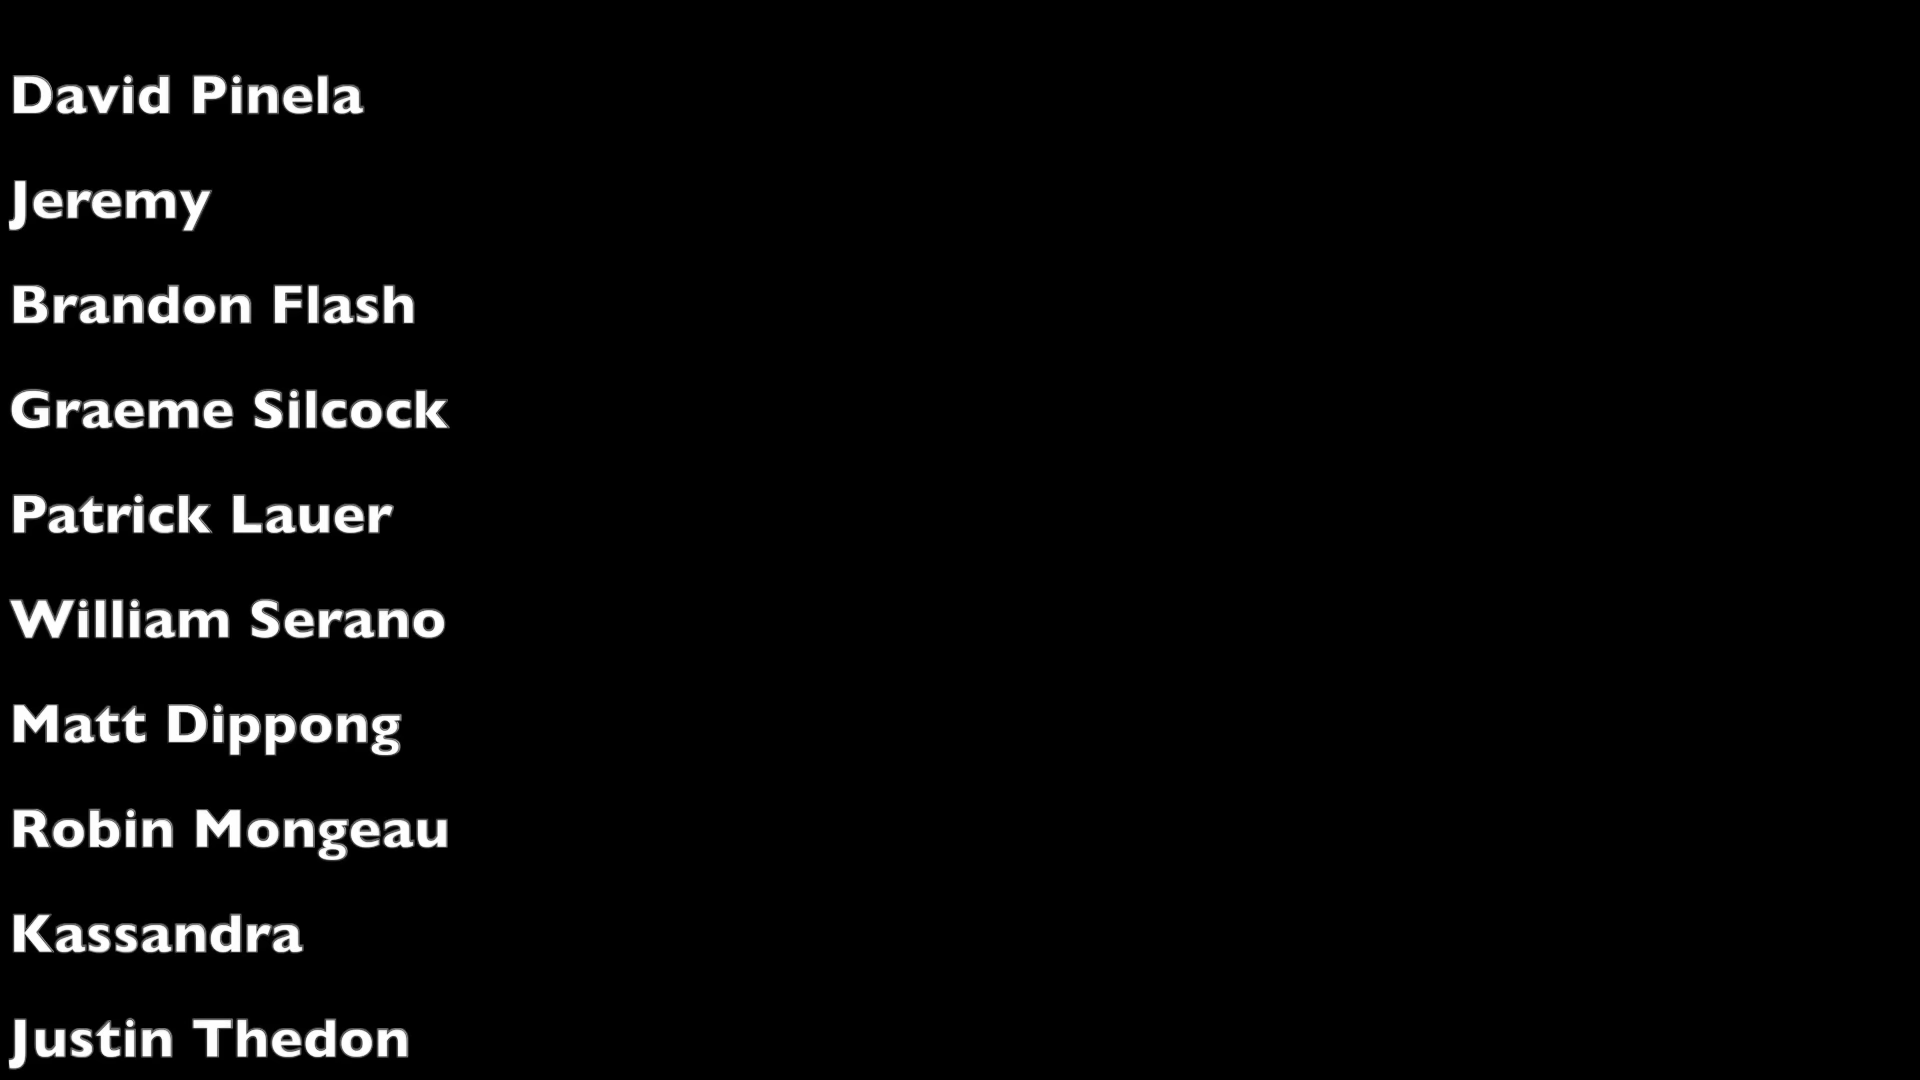 David Pinela
Jeremy
Brandon Flash
Graeme Silcock
Patrick Lauer
William Serano
Matt Dippong
Robin Mongeau
Kassandra
Justin Thedon